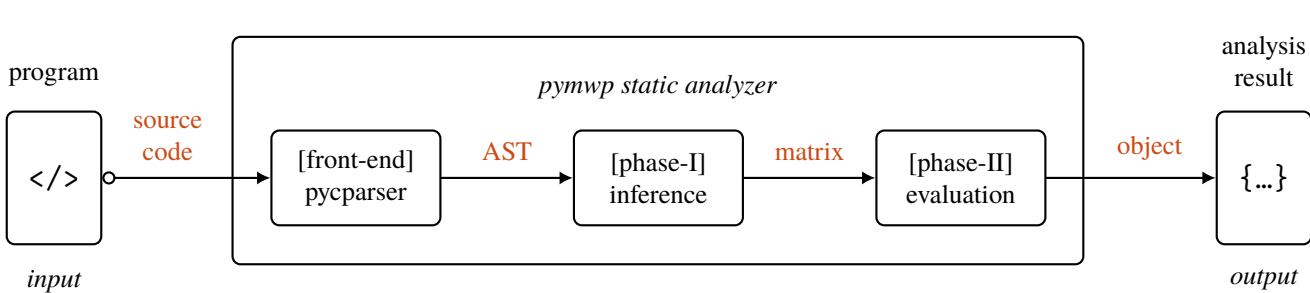 program
</>
input
source
code
pymwp static analyzer
[front-end]
pycparser
AST
[phase-I]
inference
matrix
[phase-II]
evaluation
object
analysis
result
{…}
output